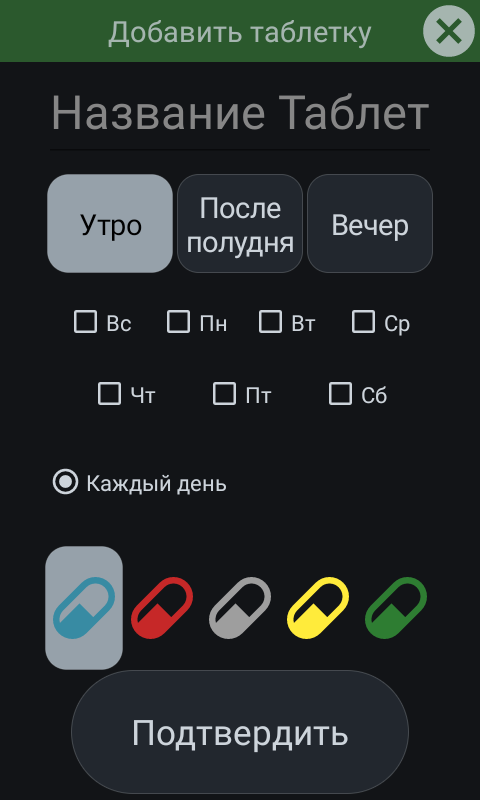 Добавить таблетку
Название Таблет
Утро
После
полудня
Вечер
Вс Пн Вт Ср
Чт Пт Сб
Каждый день
Подтвердить